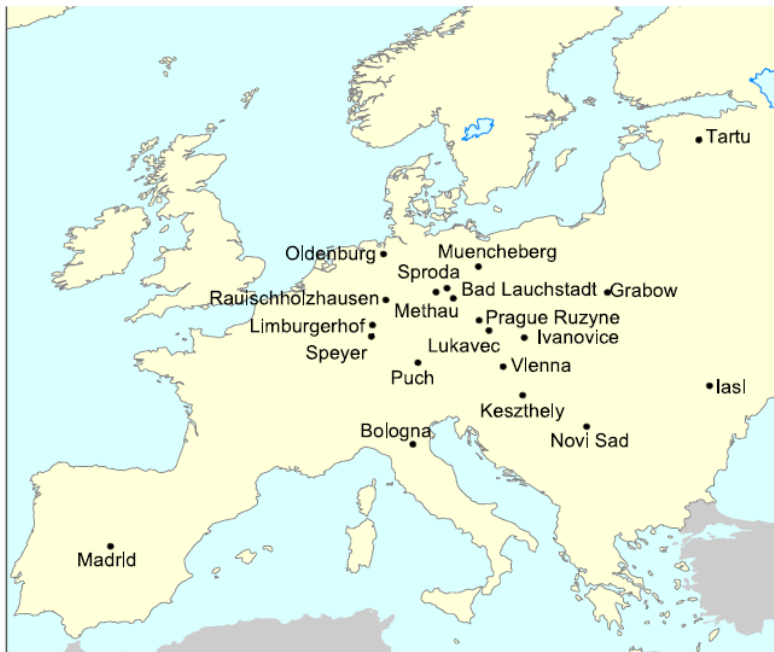 Tartu
Oldenburg
Muencheberg
Sproda
Bad Lauchstadt
Grabow
Rauischholzhausen
Methau
Prague Ruzyne
Limburgerhof
Lukavec
Ivanovice
Speyer
Puch
Vlenna
Iasl
Keszthely
Bologna
Novi Sad
Madrld